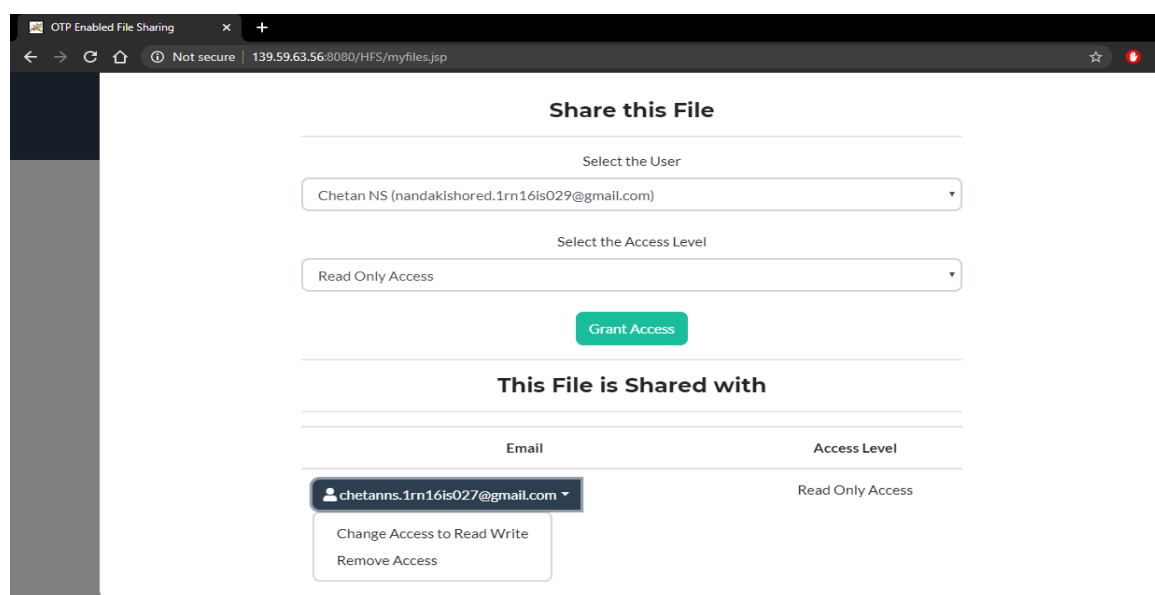 OTP Enabled File Sharing
Not secure | 139.59.63.56:8080/HFS/myfiles.jsp
Share this File
Select the User
Chetan NS (nandakishored.1rn16is029@gmail.com)
Select the Access Level
Read Only Access
Grant Access
This File is Shared with
Email Access Level
chetanns.1rn16is027@gmail.com Read Only Access
Change Access to Read Write
Remove Access